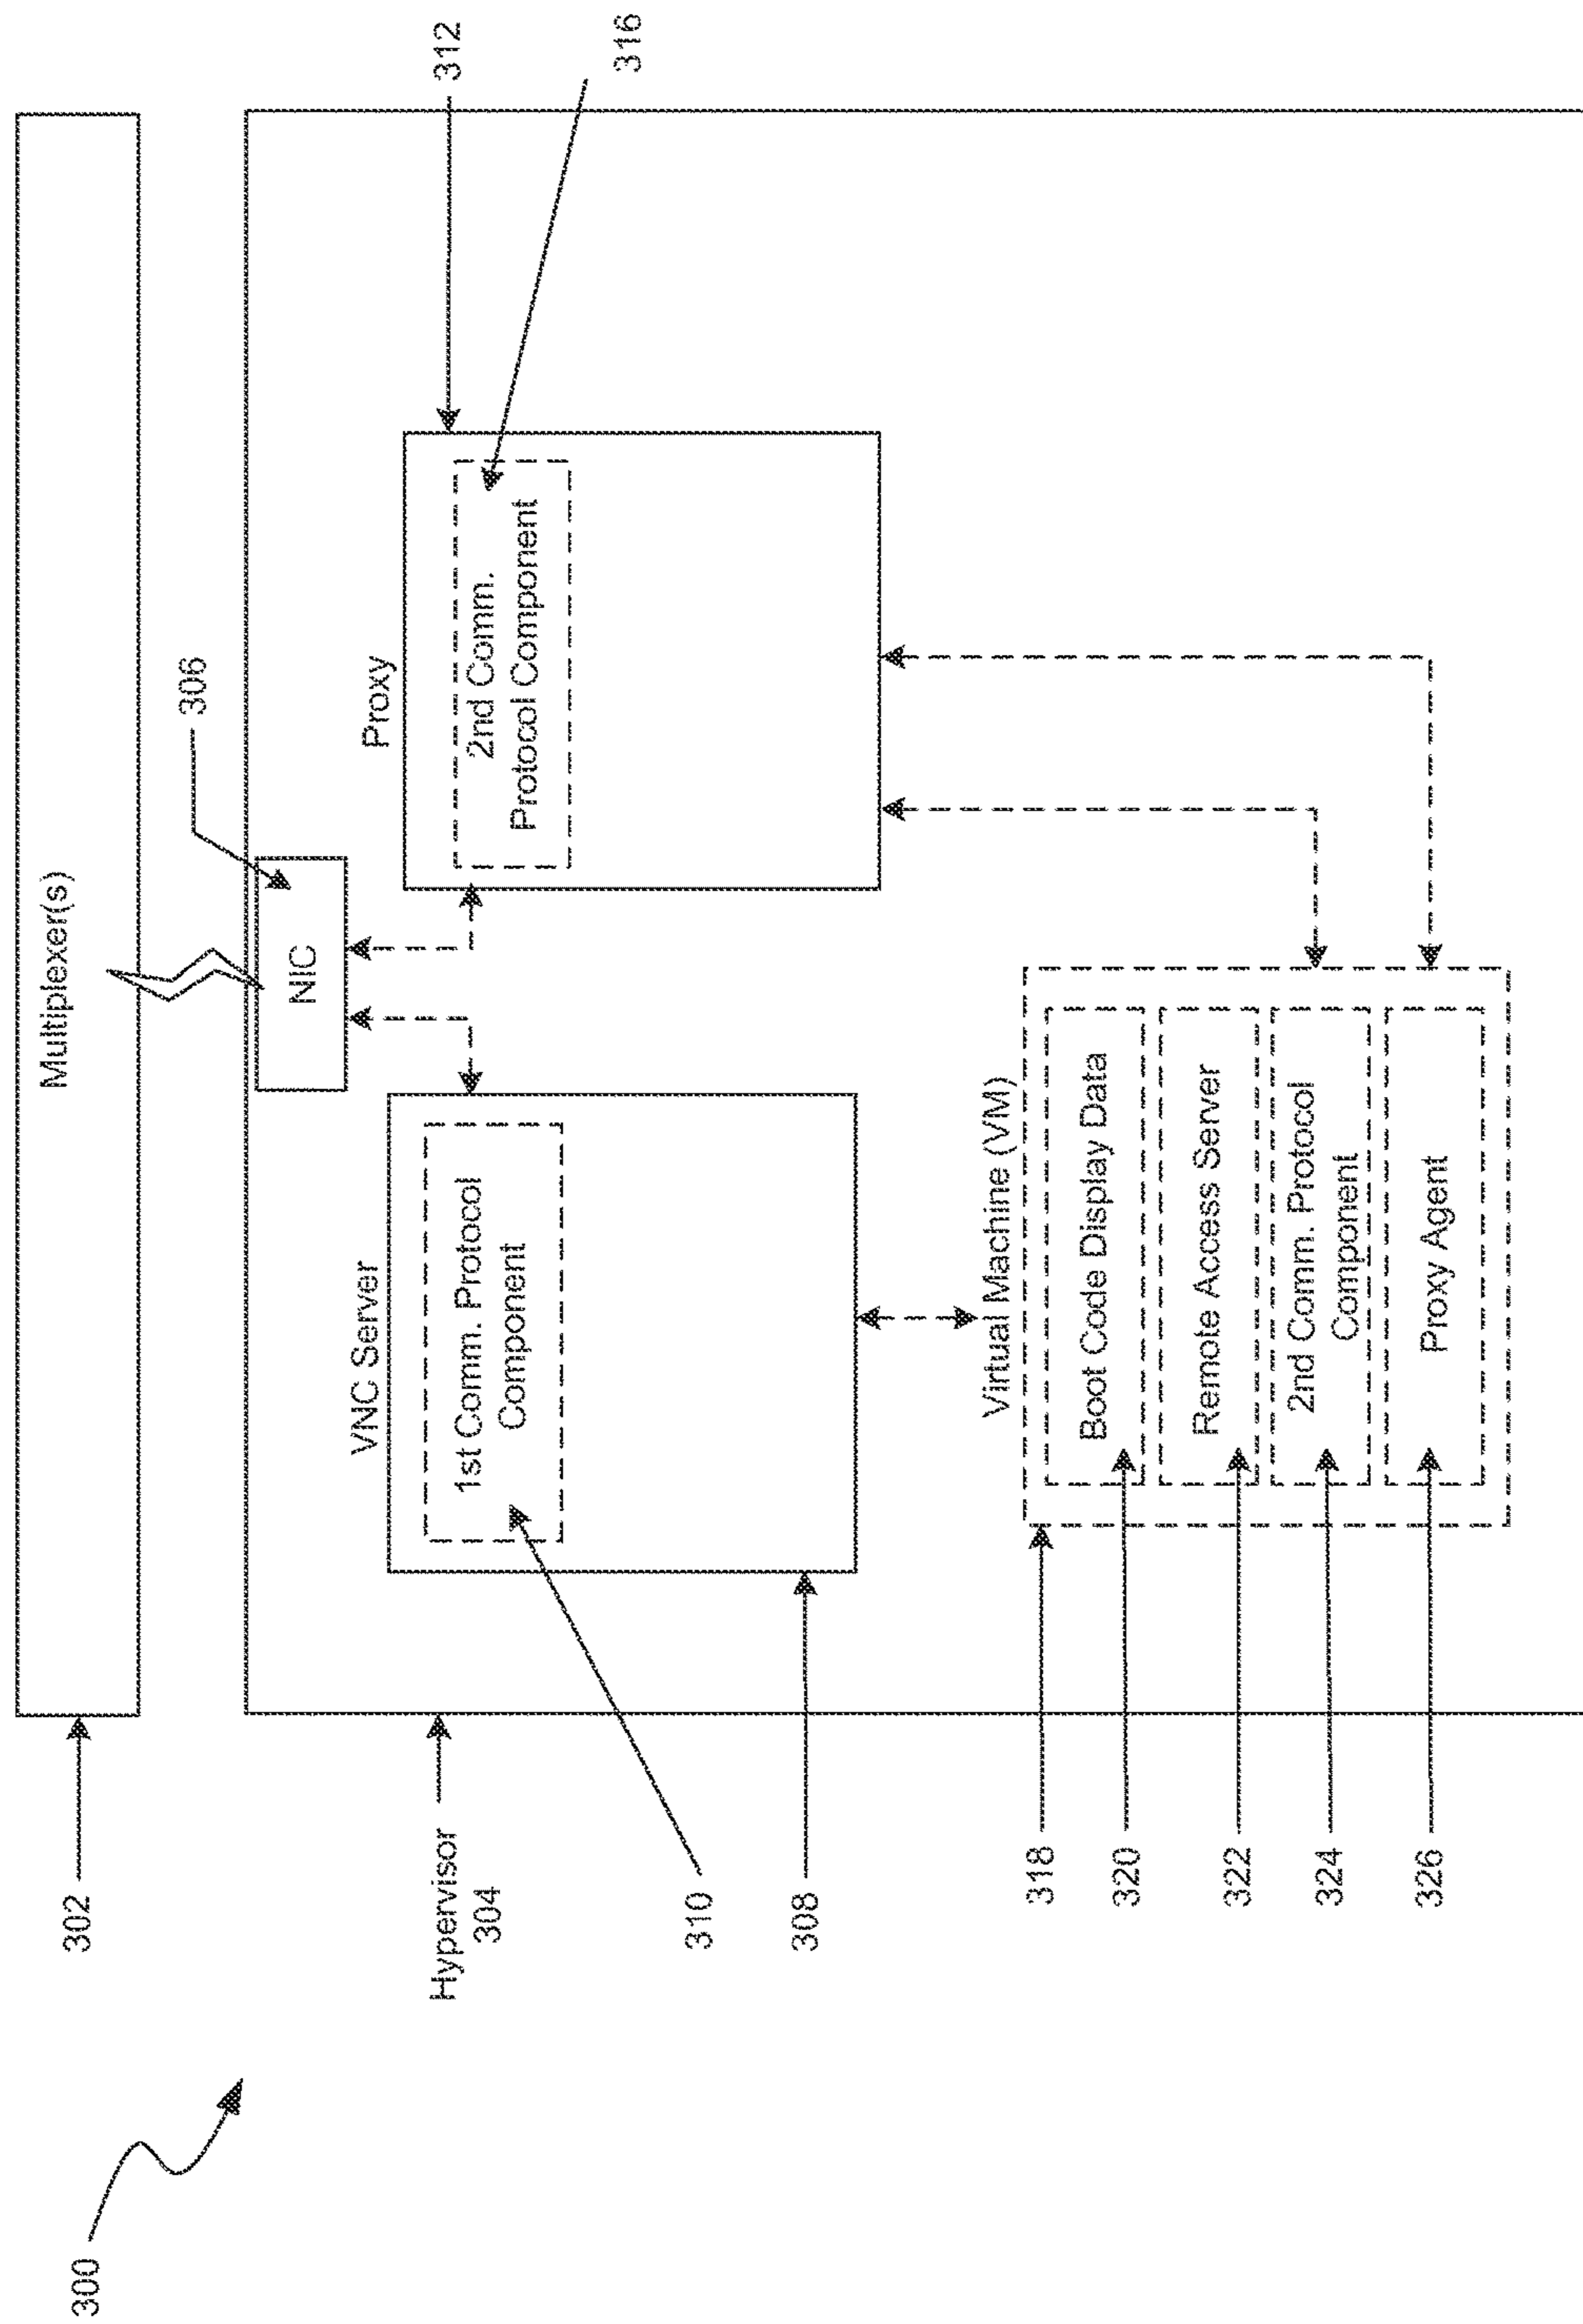 300
302
Multiplexer(s)
Hypervisor
304
306
NIC
VNC Server
1st Comm. Protocol
Component
310
308
Proxy
2nd Comm.
Protocol Component
312
316
Virtual Machine (VM)
318
Boot Code Display Data
320
Remote Access Server
322
2nd Comm. Protocol
Component
324
Proxy Agent
326